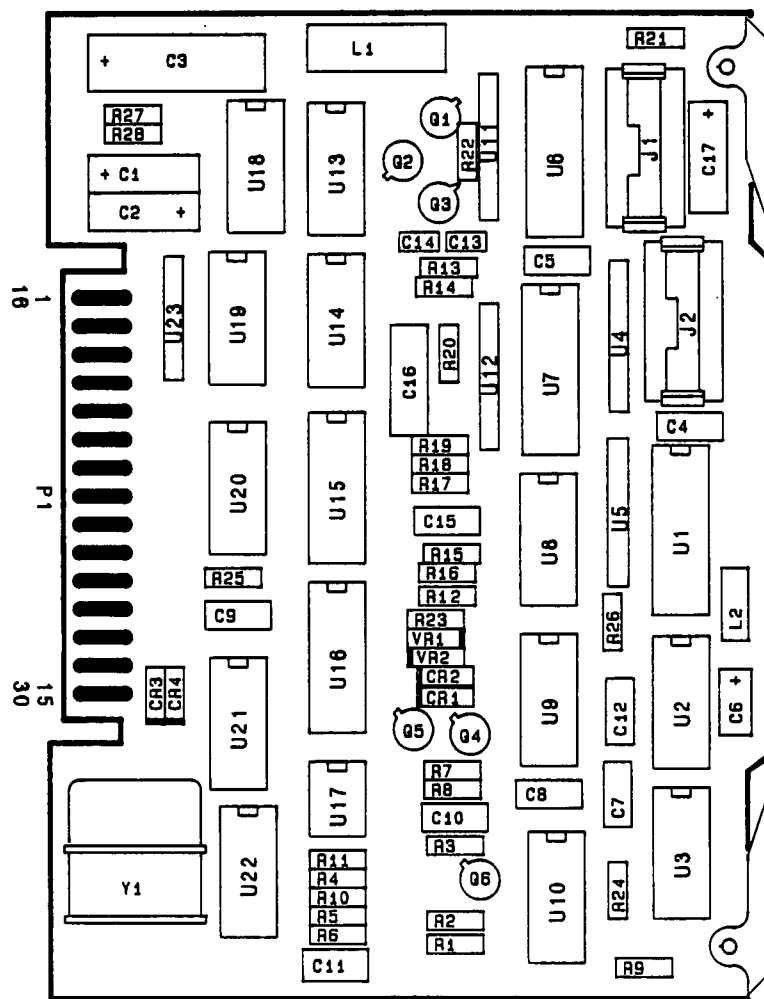 R21
L1
+ C3
R27
R28
Q1
U11
R22
Q2
Q3
U18
U13
U6
J1
+ C17
+ C1
C2 +
C14
C13
R13
R14
C5
1
16
U23
U19
U14
C16
R20
U12
U7
U4
J2
C4
R19
R18
R17
U20
U15
P1
C15
U8
U5
U1
R15
R16
R12
R25
C9
R23
VR1
VR2
CR2
CR1
U16
R26
L2
15
30
CR3
CR4
U21
Q5
Q4
U9
C12
U2
+ C6
R7
R8
C10
R3
U17
C8
C7
Y1
U22
R11
R4
R10
R5
R6
C11
Q6
R2
R1
U10
R24
U3
R9